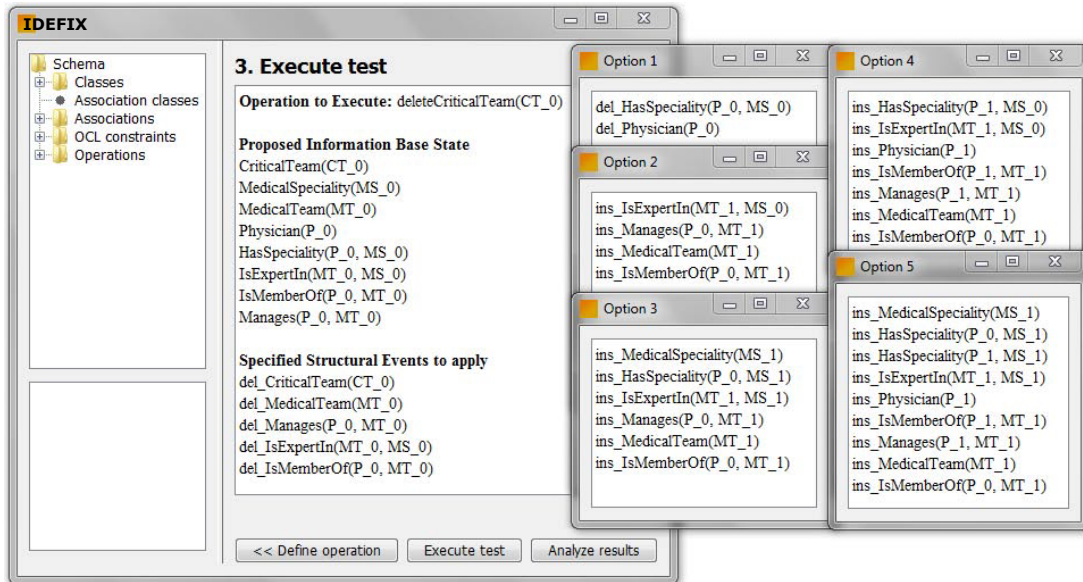 IDEFIX
Schema
Classes
Association classes
Associations
OCL constraints
Operations
3. Execute test
Operation to Execute: deleteCriticalTeam(CT_0)
Proposed Information Base State
CriticalTeam(CT_0)
MedicalSpeciality(MS_0)
MedicalTeam(MT_0)
Physician(P_0)
HasSpeciality(P_0, MS_0)
IsExpertIn(MT_0, MS_0)
IsMemberOf(P_0, MT_0)
Manages(P_0, MT_0)
Specified Structural Events to apply
del_CriticalTeam(CT_0)
del_MedicalTeam(MT_0)
del_Manages(P_0, MT_0)
del_IsExpertIn(MT_0, MS_0)
del_IsMemberOf(P_0, MT_0)
<< Define operation
Execute test
Analyze results
Option 1
del_HasSpeciality(P_0, MS_0)
del_Physician(P_0)
Option 2
ins_IsExpertIn(MT_1, MS_0)
ins_Manages(P_0, MT_1)
ins_MedicalTeam(MT_1)
ins_IsMemberOf(P_0, MT_1)
Option 3
ins_MedicalSpeciality(MS_1)
ins_HasSpeciality(P_0, MS_1)
ins_IsExpertIn(MT_1, MS_1)
ins_Manages(P_0, MT_1)
ins_MedicalTeam(MT_1)
ins_IsMemberOf(P_0, MT_1)
Option 4
ins_HasSpeciality(P_1, MS_0)
ins_IsExpertIn(MT_1, MS_0)
ins_Physician(P_1)
ins_IsMemberOf(P_1, MT_1)
ins_Manages(P_1, MT_1)
ins_MedicalTeam(MT_1)
ins_IsMemberOf(P_0, MT_1)
Option 5
ins_MedicalSpeciality(MS_1)
ins_HasSpeciality(P_0, MS_1)
ins_HasSpeciality(P_1, MS_1)
ins_IsExpertIn(MT_1, MS_1)
ins_Physician(P_1)
ins_IsMemberOf(P_1, MT_1)
ins_Manages(P_1, MT_1)
ins_MedicalTeam(MT_1)
ins_IsMemberOf(P_0, MT_1)